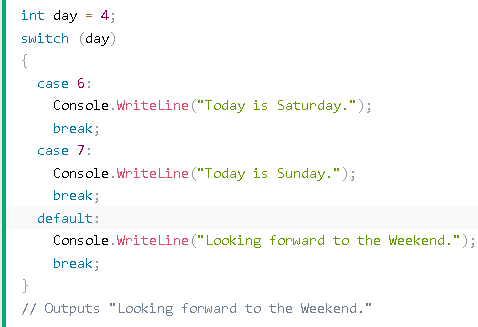 int day = 4;
switch (day)
{
  case 6:
    Console.WriteLine("Today is Saturday.");
    break;
  case 7:
    Console.WriteLine("Today is Sunday.");
    break;
  default:
    Console.WriteLine("Looking forward to the Weekend.");
    break;
}
// Outputs "Looking forward to the Weekend."